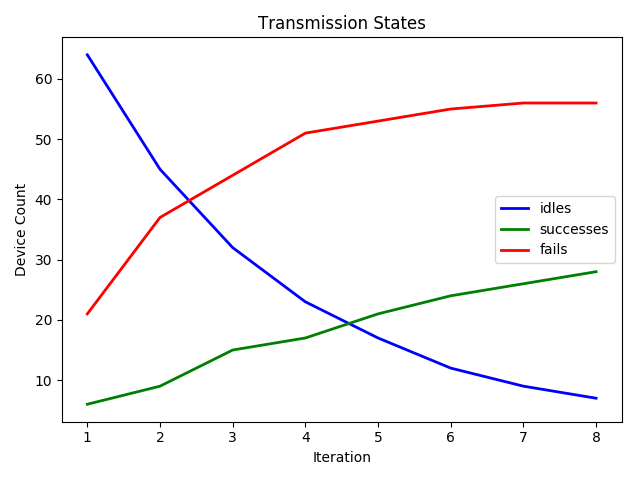 Transmission States
Device Count
60
50
40
30
20
10
idles
successes
fails
1 2 3 4 5 6 7 8
Iteration